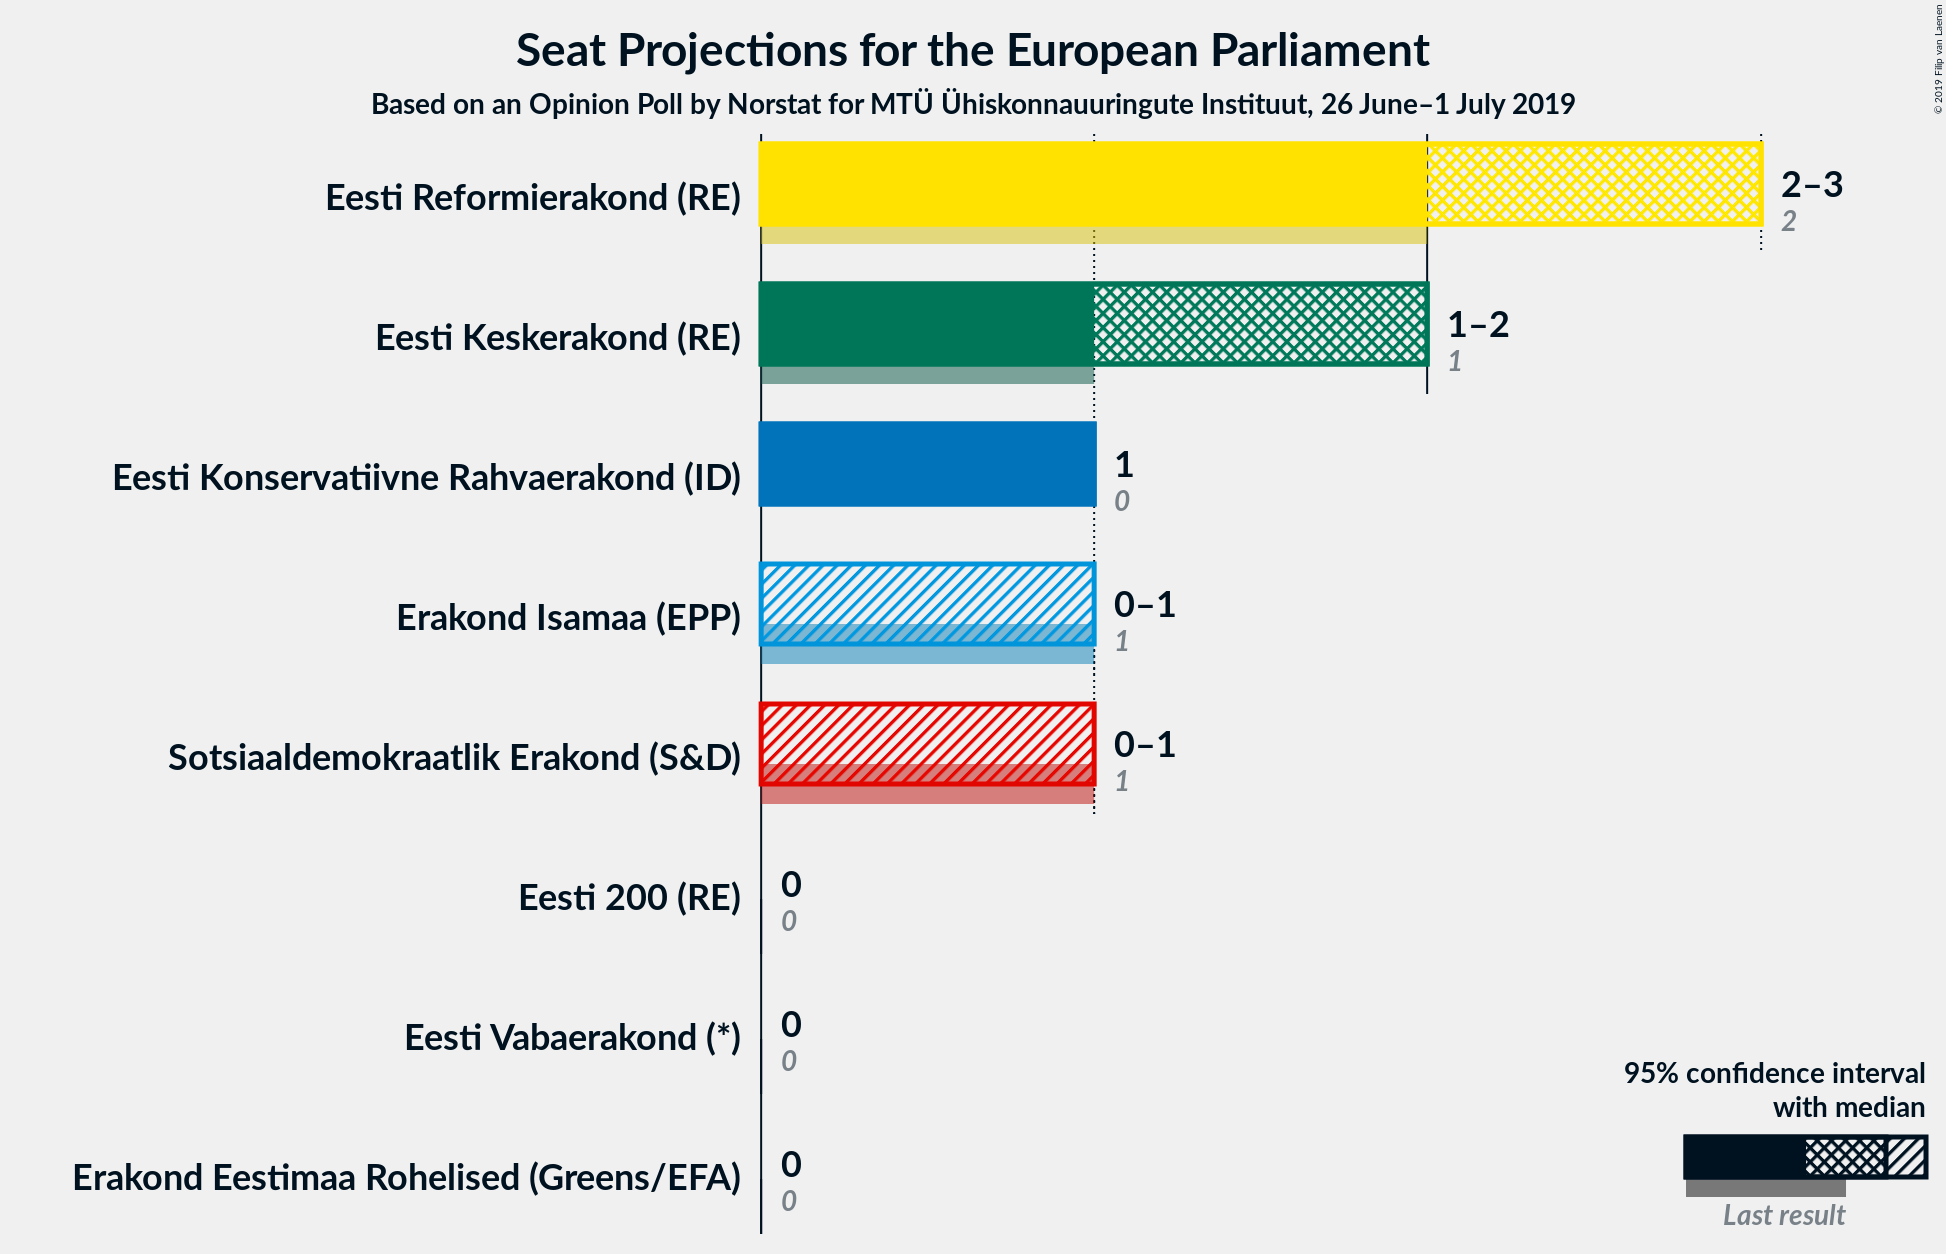 Seat Projections for the European Parliament
Based on an Opinion Poll by Norstat for MTÜ Ühiskonnauuringute Instituut, 26 June–1 July 2019
© 2019 Filip van Laenen
Eesti Reformierakond (RE)
2–3
2
Eesti Keskerakond (RE)
1–2
1
Eesti Konservatiivne Rahvaerakond (ID)
1
0
Erakond Isamaa (EPP)
0–1
1
Sotsiaaldemokraatlik Erakond (S&D)
0–1
1
Eesti 200 (RE)
0
0
Eesti Vabaerakond (*)
0
0
Erakond Eestimaa Rohelised (Greens/EFA)
0
0
95% confidence interval
with median
Last result